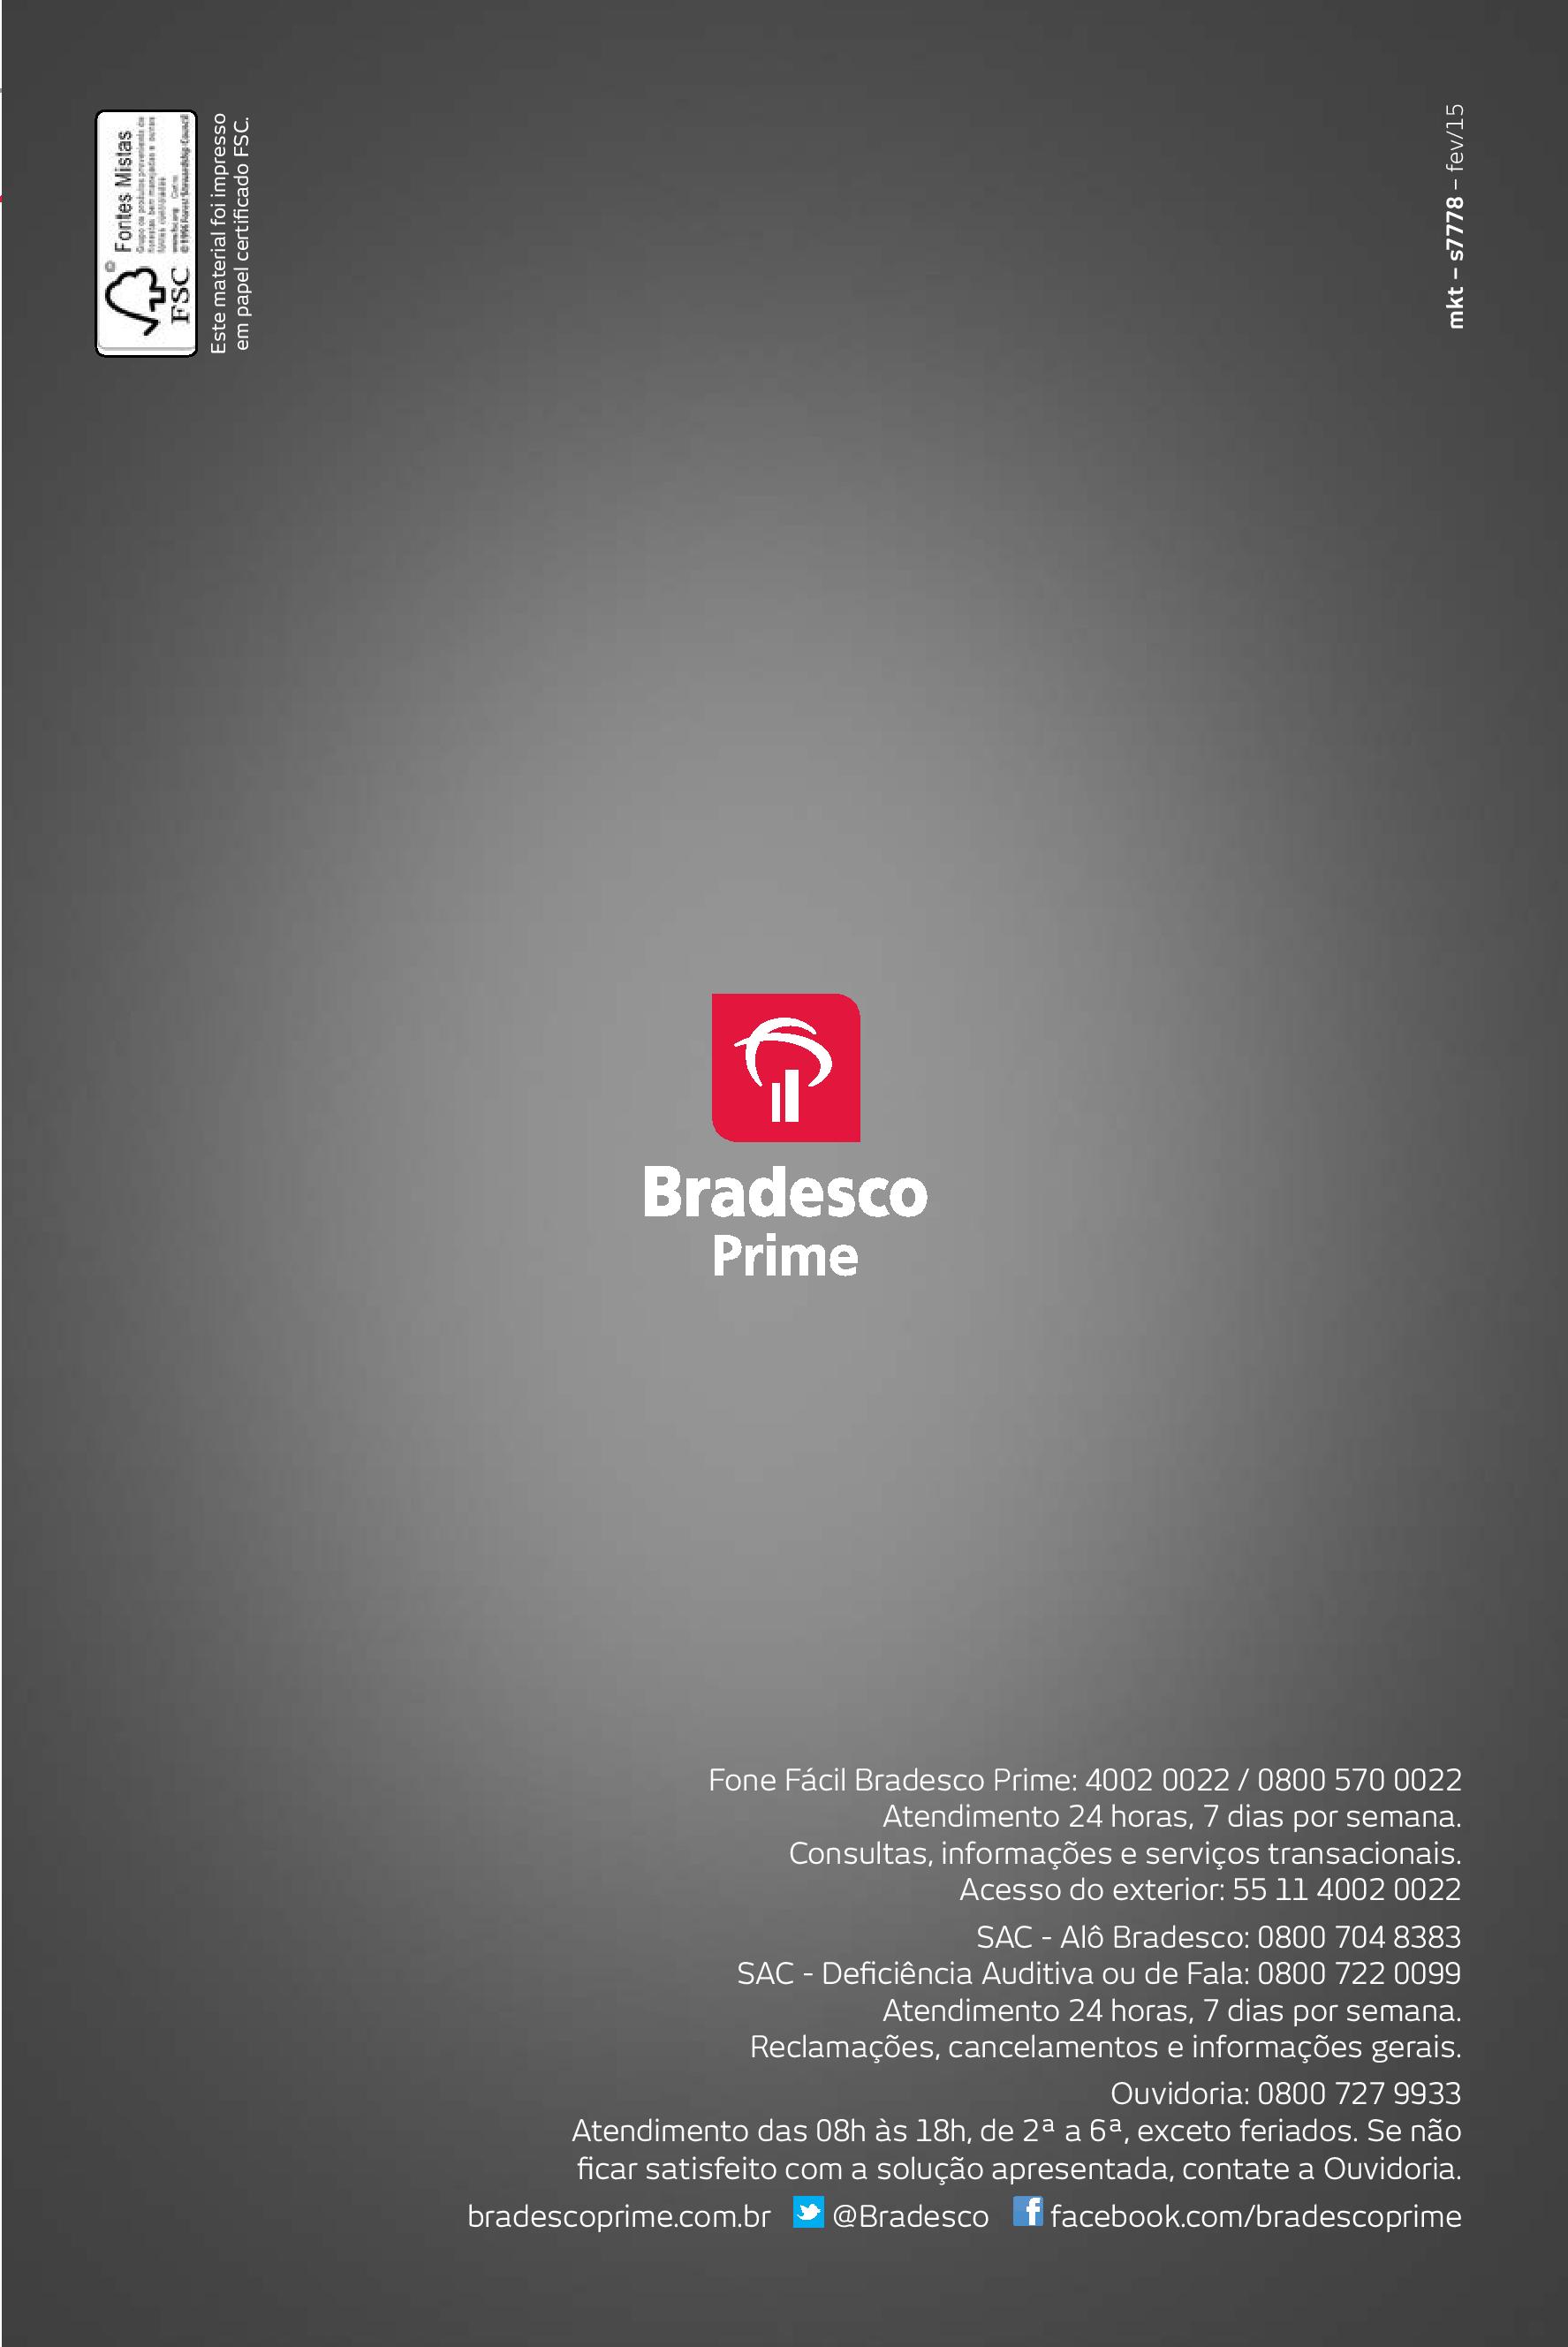 Fontes Mistas
FSC
Este material foi impresso
em papel certificado FSC.
mkt – s7778 – fev/15
Bradesco
Prime
Fone Fácil Bradesco Prime: 4002 0022 / 0800 570 0022
Atendimento 24 horas, 7 dias por semana.
Consultas, informações e serviços transacionais.
Acesso do exterior: 55 11 4002 0022
SAC - Alô Bradesco: 0800 704 8383
SAC - Deficiência Auditiva ou de Fala: 0800 722 0099
Atendimento 24 horas, 7 dias por semana.
Reclamações, cancelamentos e informações gerais.
Ouvidoria: 0800 727 9933
Atendimento das 08h às 18h, de 2ª a 6ª, exceto feriados. Se não
ficar satisfeito com a solução apresentada, contate a Ouvidoria.
bradescoprime.com.br @Bradesco facebook.com/bradescoprime